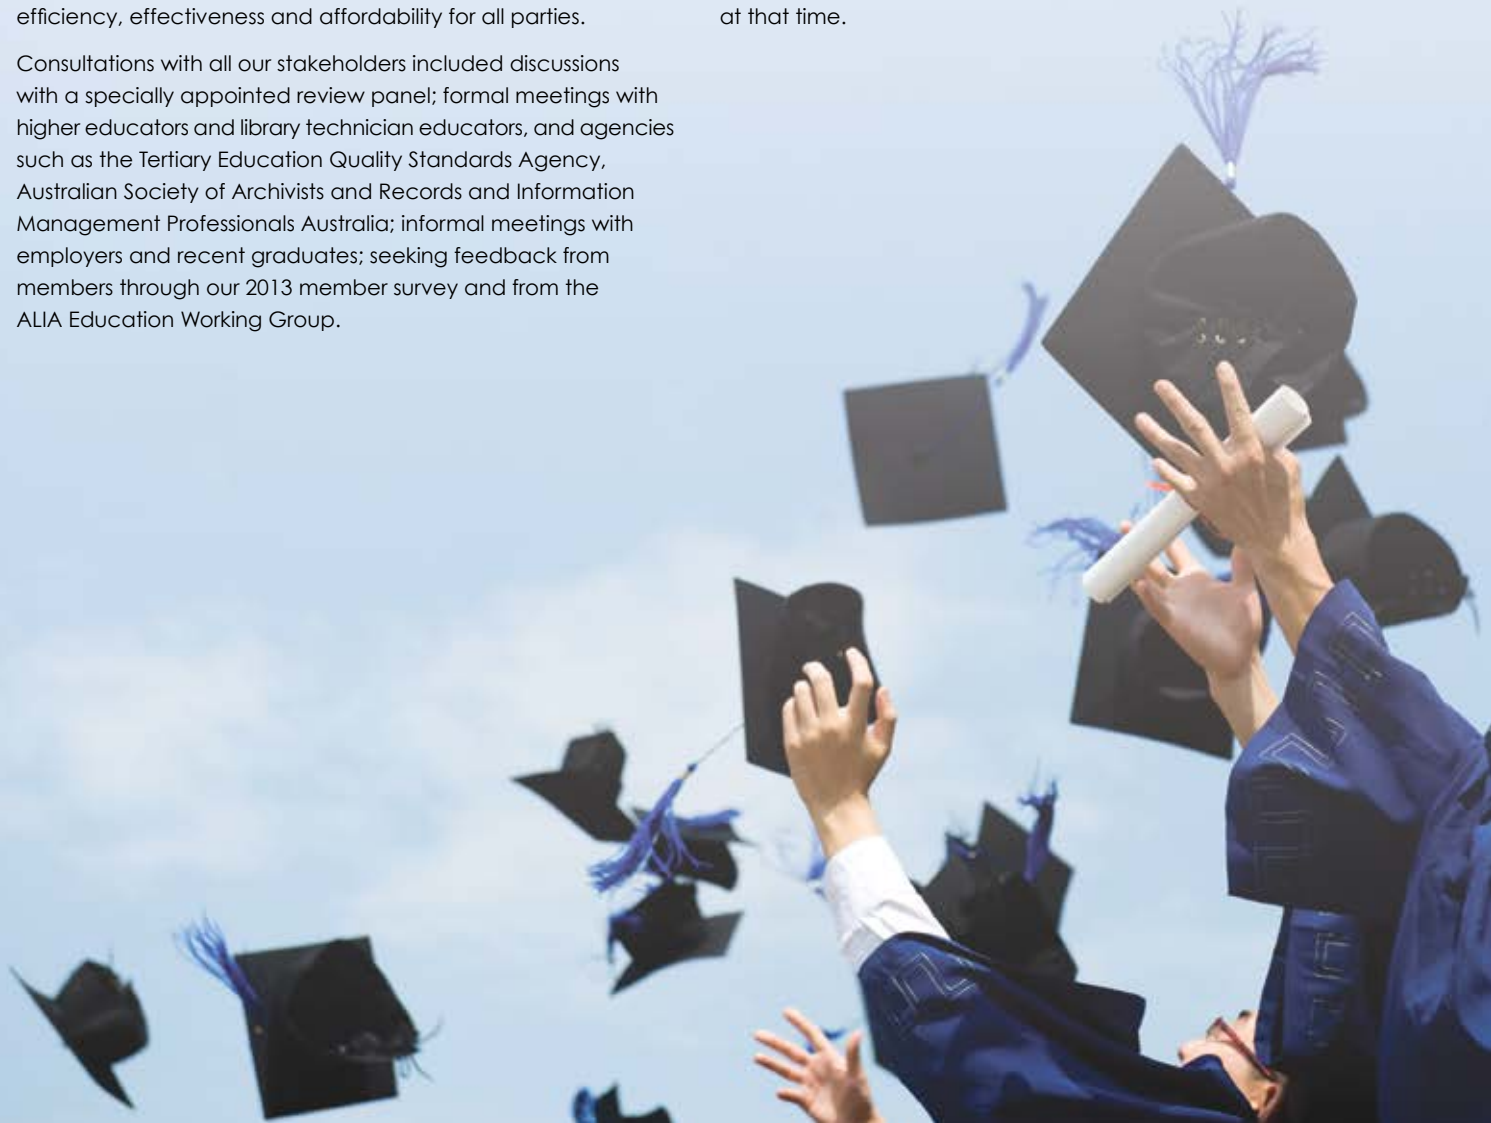 efficiency, effectiveness and affordability for all parties.
Consultations with all our stakeholders included discussions
with a specially appointed review panel; formal meetings with
higher educators and library technician educators, and agencies
such as the Tertiary Education Quality Standards Agency,
Australian Society of Archivists and Records and Information
Management Professionals Australia; informal meetings with
employers and recent graduates; seeking feedback from
members through our 2013 member survey and from the
ALIA Education Working Group.
at that time.